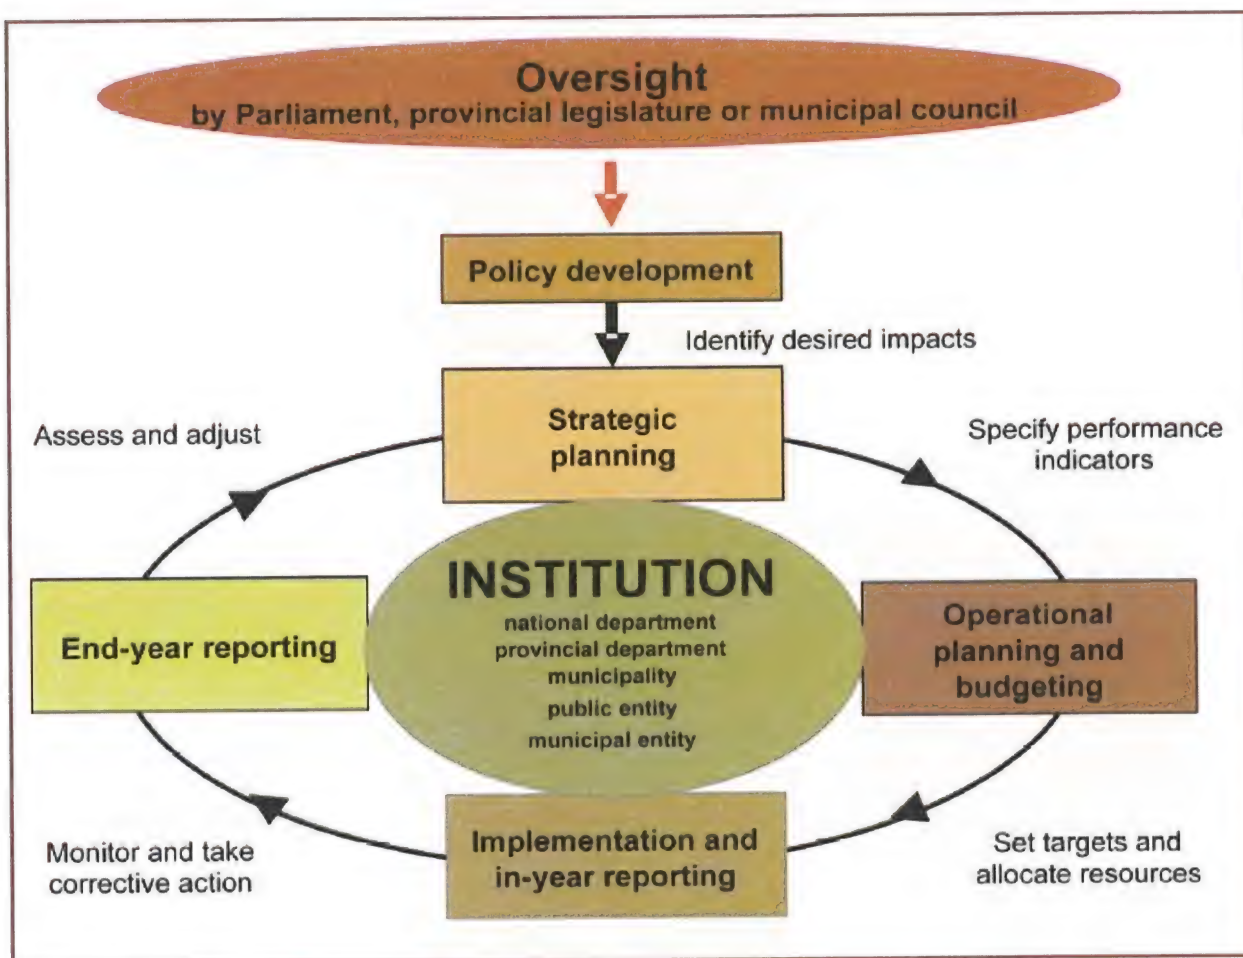 Oversight
by Parliament, provincial legislature or municipal council
Policy development
Identify desired impacts
Strategic
planning
Assess and adjust
Specify performance
indicators
INSTITUTION
national department
provincial department
municipality
public entity
municipal entity
End-year reporting
Operational
planning and
budgeting
Implementation and
in-year reporting
Monitor and take
corrective action
Set targets and
allocate resources